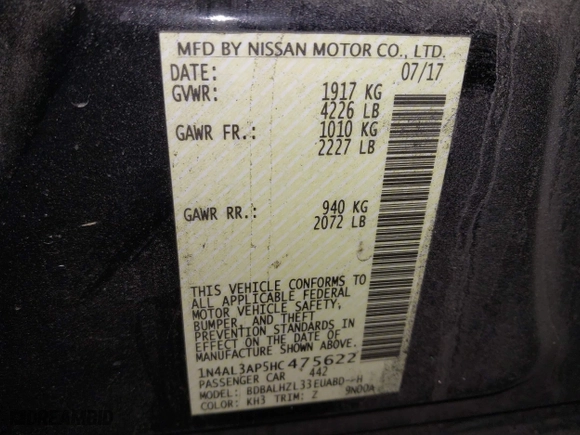 MFD BY NISSAN MOTOR CO., LTD.
DATE: 07/17
GVWR: 1917 KG
4226 LB
GAWR FR.: 1010 KG
2227 LB
GAWR RR.: 940 KG
2072 LB
THIS VEHICLE CONFORMS TO
ALL APPLICABLE FEDERAL
MOTOR VEHICLE SAFETY,
BUMPER, AND THEFT
PREVENTION STANDARDS IN
EFFECT ON THE DATE OF
MANUFACTURE SHOWN ABOVE.
1N4AL3AP5HC475622
PASSENGER CAR 442
MODEL: BDBALHZL33EUABD--H
COLOR: KH3 TRIM: Z 9N00A
DREAMBID